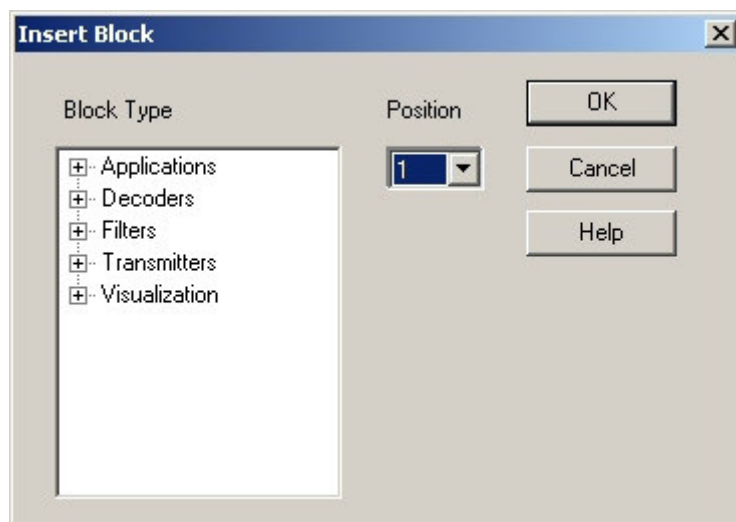 Insert Block
Block Type
Applications
Decoders
Filters
Transmitters
Visualization
Position
1
OK
Cancel
Help